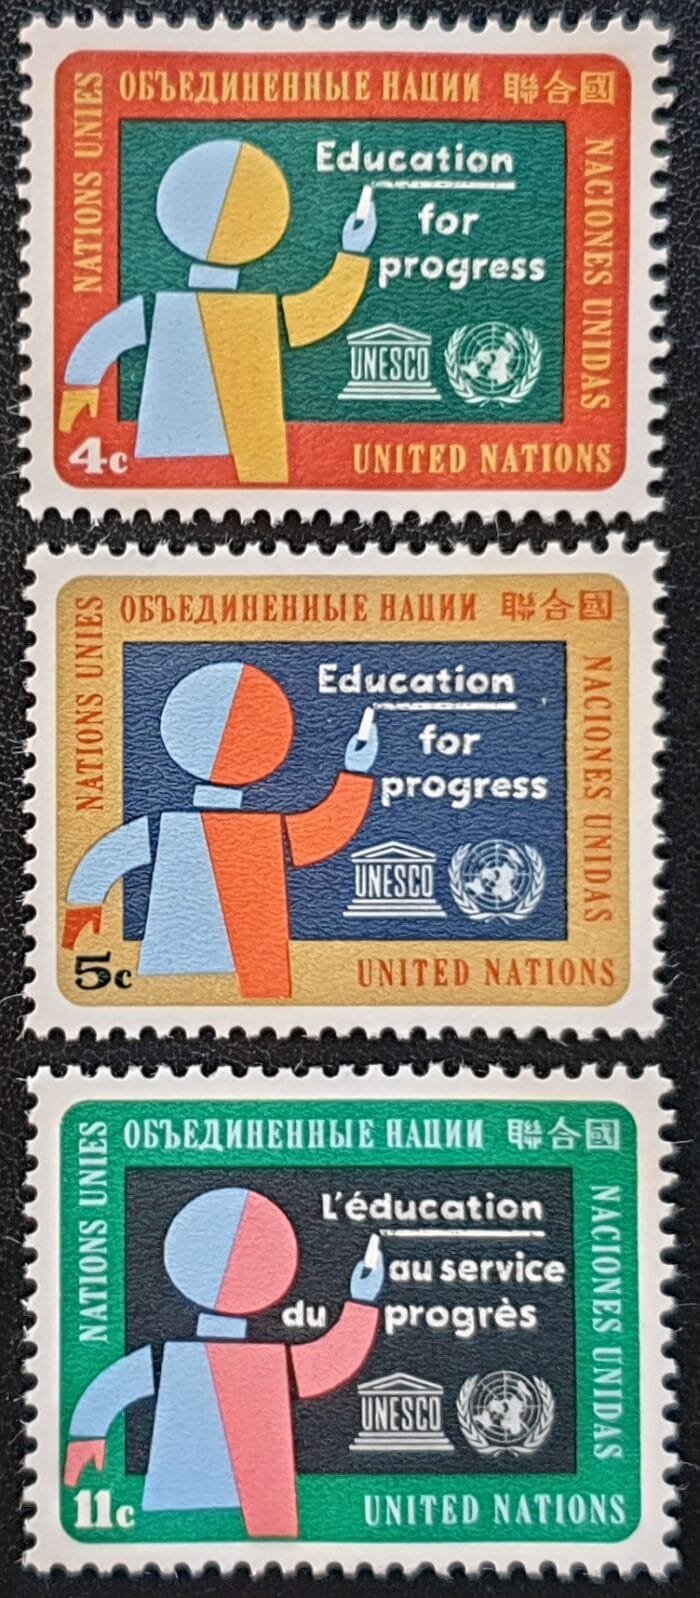 ОБЪЕДИНЕННЫЕ НАЦИИ 聯合國
NATIONS UNIES
Education
for
progress
NACIONES UNIDAS
UNESCO
4c
UNITED NATIONS
ОБЪЕДИНЕННЫЕ НАЦИИ 聯合國
NATIONS UNIES
Education
for
progress
NACIONES UNIDAS
UNESCO
5c
UNITED NATIONS
ОБЪЕДИНЕННЫЕ НАЦИИ 聯合國
NATIONS UNIES
L'éducation
au service
du progrès
NACIONES UNIDAS
UNESCO
11c
UNITED NATIONS